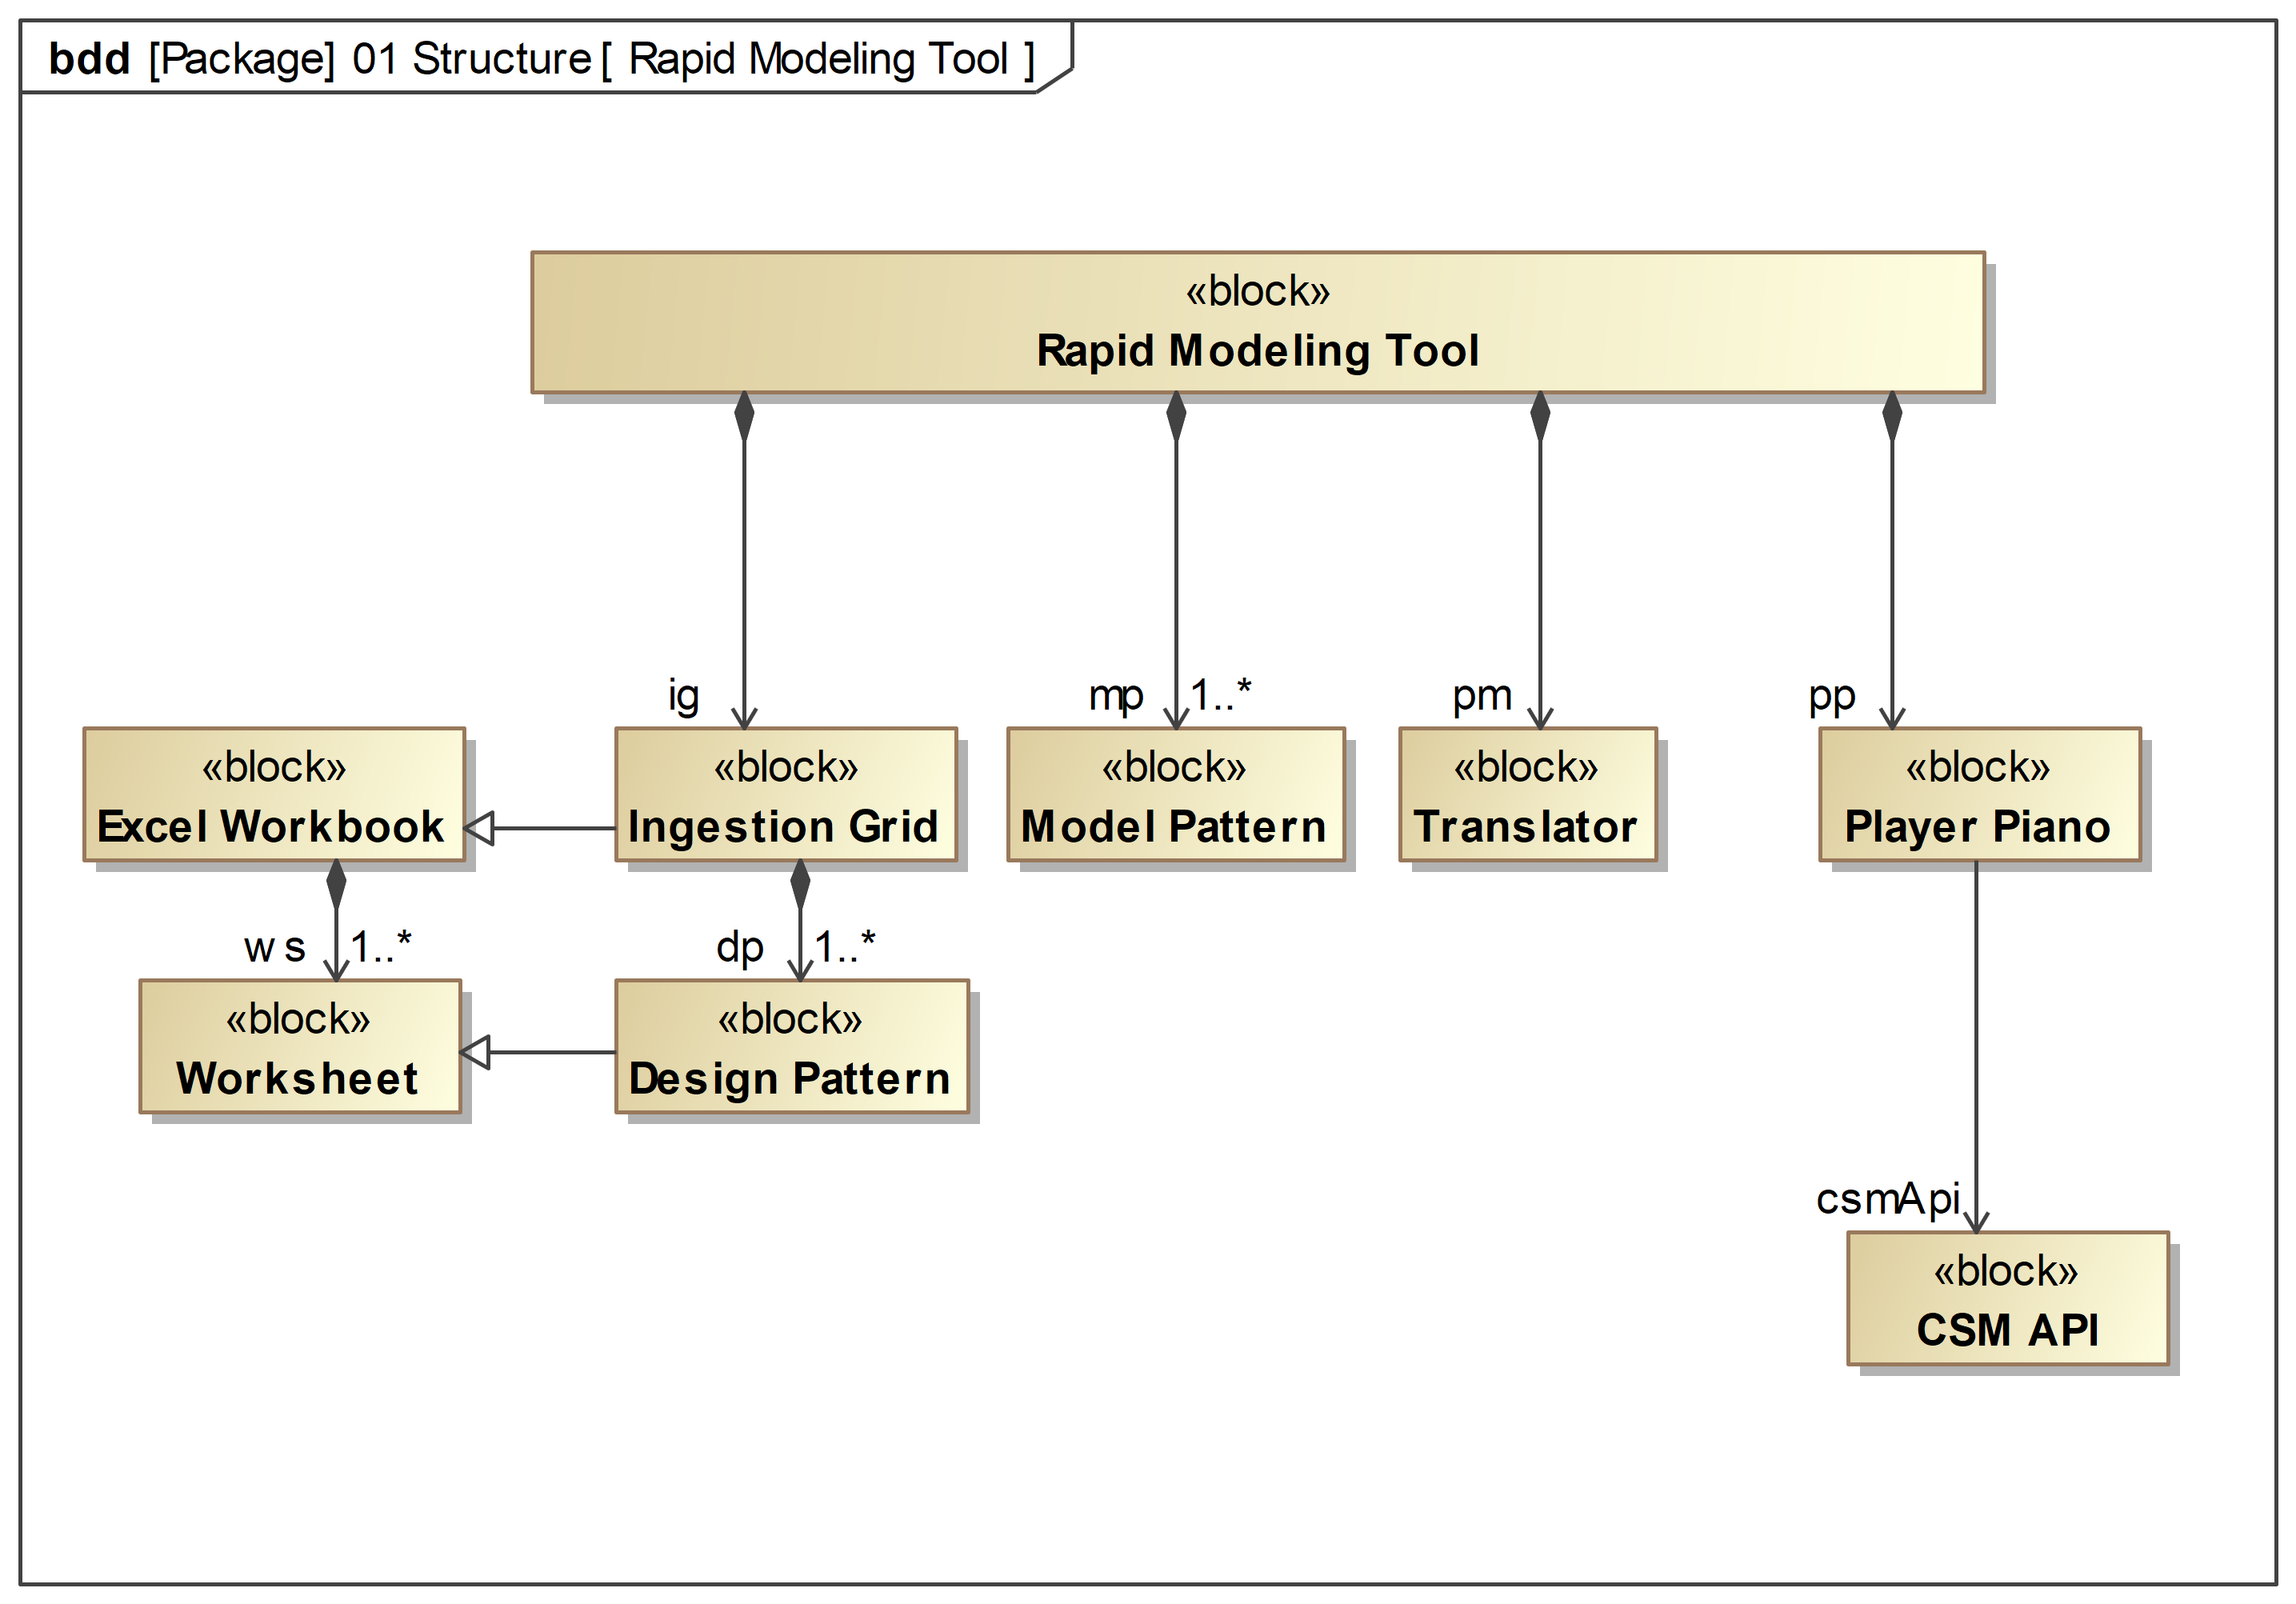 bdd [Package] 01 Structure [ Rapid Modeling Tool ]
«block»
Rapid Modeling Tool
ig
mp 1..*
pm
pp
«block»
Excel Workbook
«block»
Ingestion Grid
«block»
Model Pattern
«block»
Translator
«block»
Player Piano
ws 1..*
dp 1..*
«block»
Worksheet
«block»
Design Pattern
csmApi
«block»
CSM API